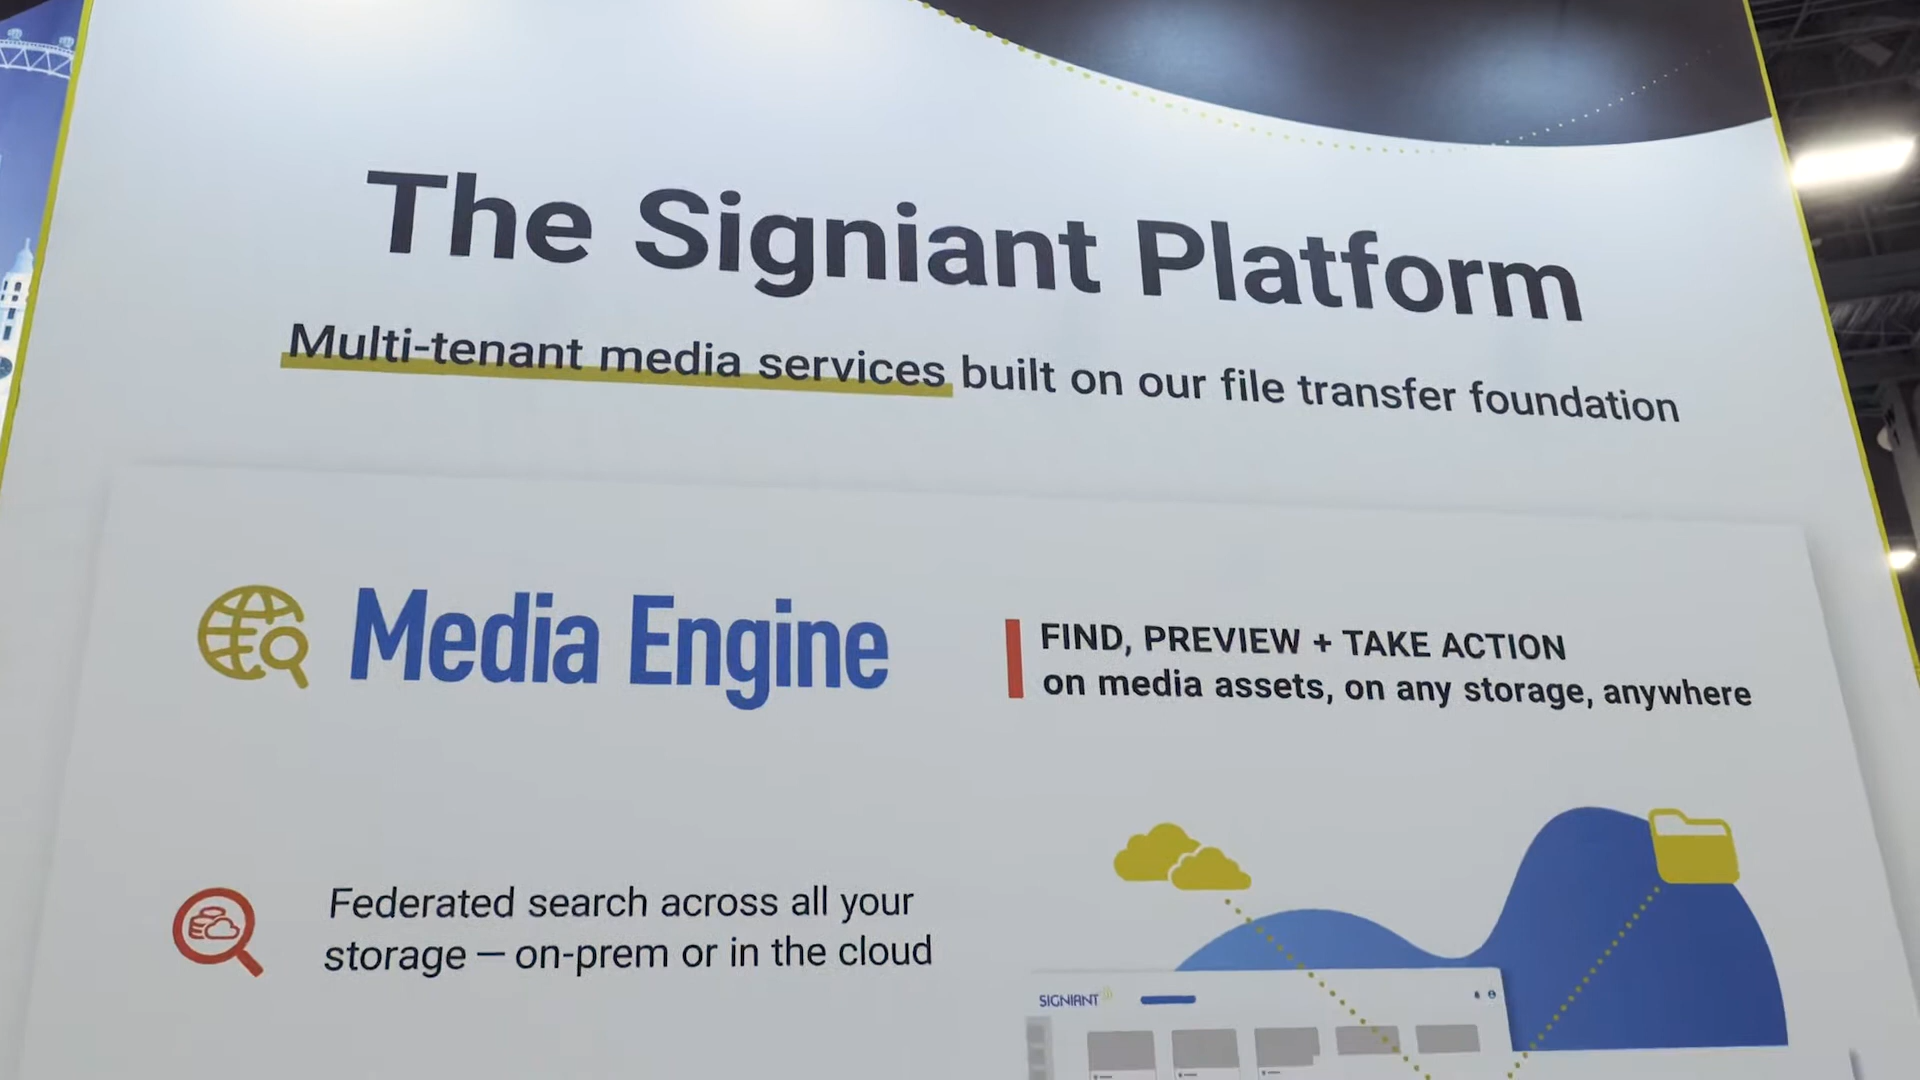 The Signiant Platform
Multi-tenant media services built on our file transfer foundation
Media Engine
FIND, PREVIEW + TAKE ACTION
on media assets, on any storage, anywhere
Federated search across all your
storage — on-prem or in the cloud
SIGNIANT